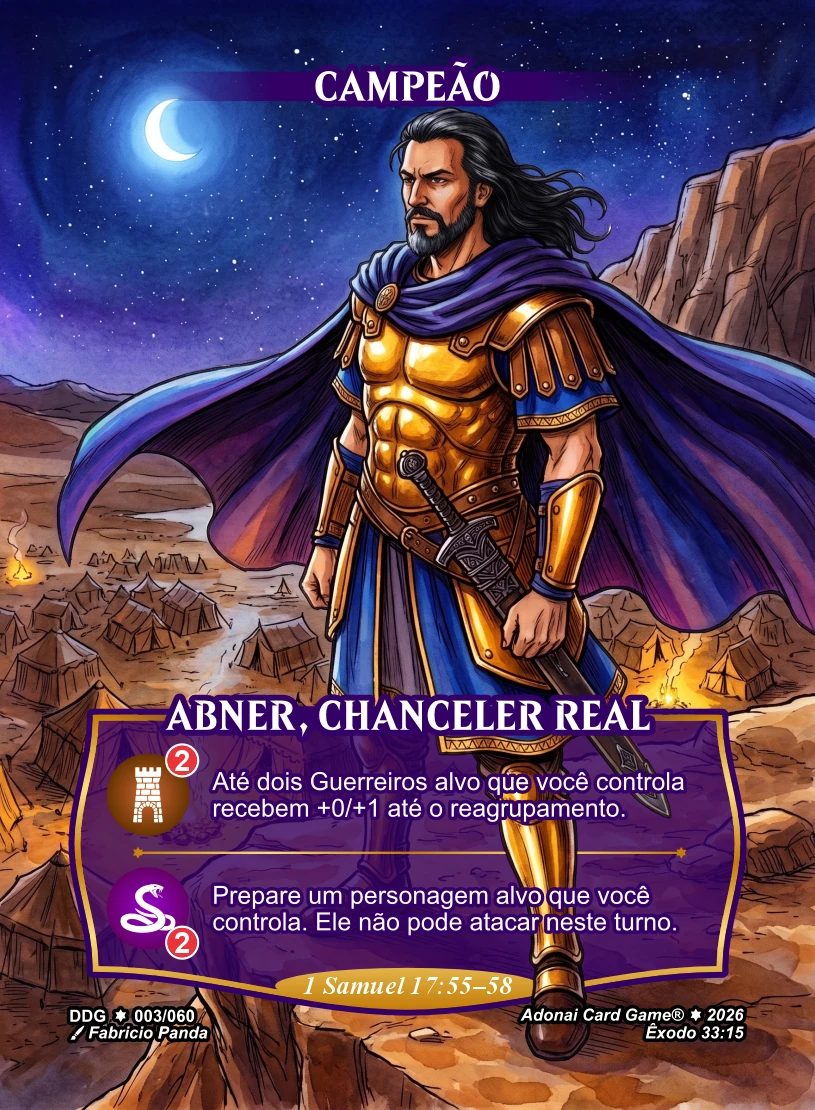 CAMPEÃO
ABNER, CHANCELER REAL
2
Até dois Guerreiros alvo que você controla
recebem +0/+1 até o reagrupamento.
Prepare um personagem alvo que você
controla. Ele não pode atacar neste turno.
2
1 Samuel 17:55–58
DDG ✸ 003/060
Fabricio Panda
Adonai Card Game® ✸ 2026
Êxodo 33:15